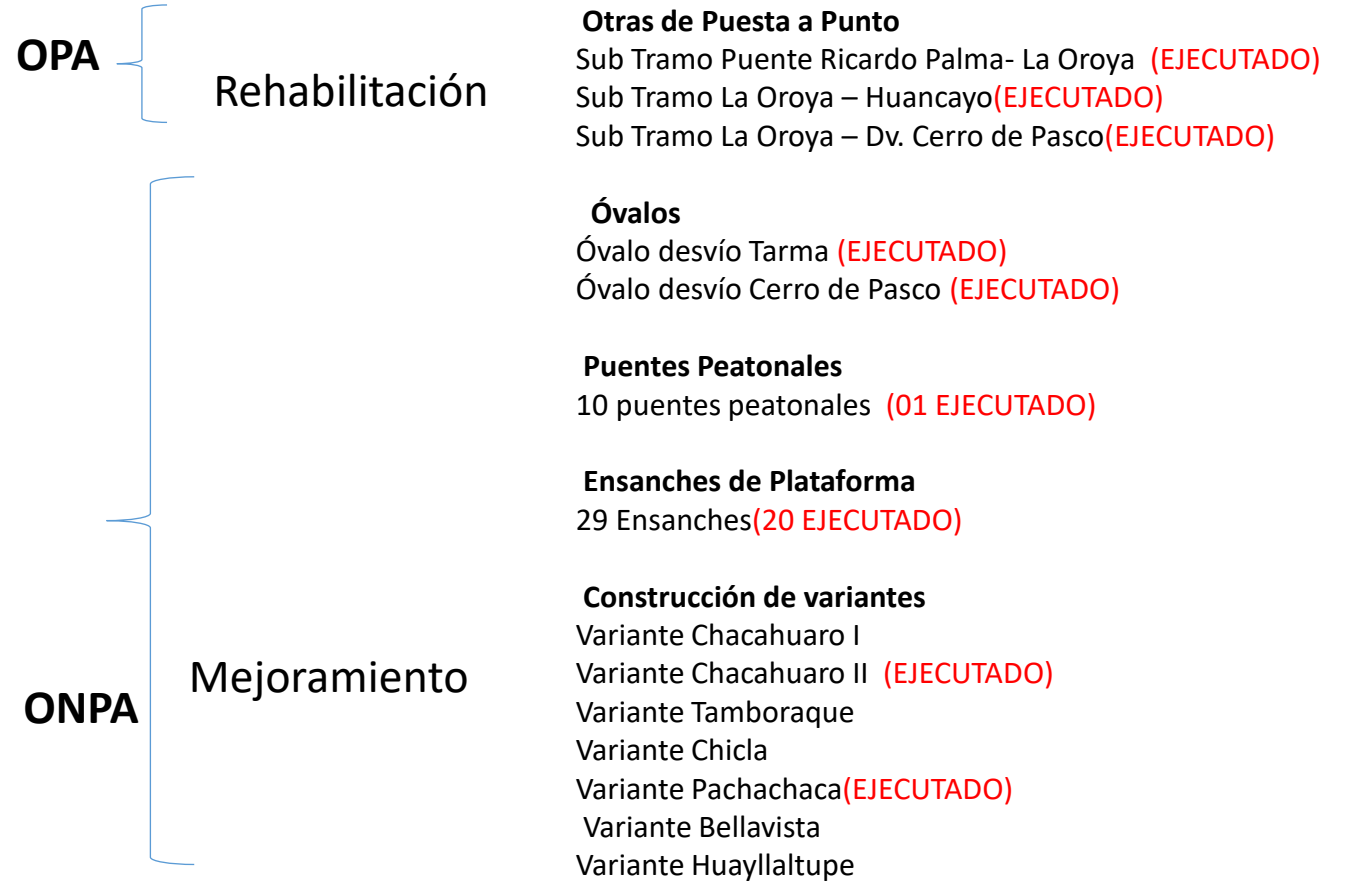 OPA
Rehabilitación
Otras de Puesta a Punto
Sub Tramo Puente Ricardo Palma- La Oroya (EJECUTADO)
Sub Tramo La Oroya – Huancayo(EJECUTADO)
Sub Tramo La Oroya – Dv. Cerro de Pasco(EJECUTADO)
ONPA
Mejoramiento
Óvalos
Óvalo desvío Tarma (EJECUTADO)
Óvalo desvío Cerro de Pasco (EJECUTADO)
Puentes Peatonales
10 puentes peatonales (01 EJECUTADO)
Ensanches de Plataforma
29 Ensanches(20 EJECUTADO)
Construcción de variantes
Variante Chacahuaro I
Variante Chacahuaro II (EJECUTADO)
Variante Tamboraque
Variante Chicla
Variante Pachachaca(EJECUTADO)
Variante Bellavista
Variante Huayllaltupe